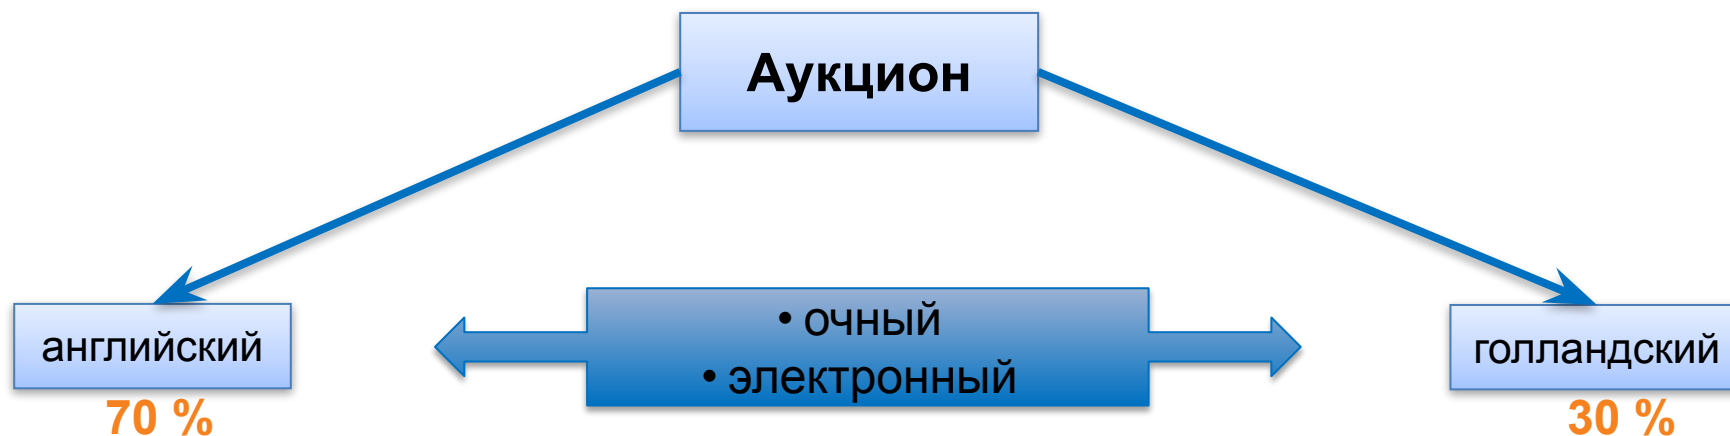 Аукцион
• очный
• электронный
английский
голландский
70 %
30 %